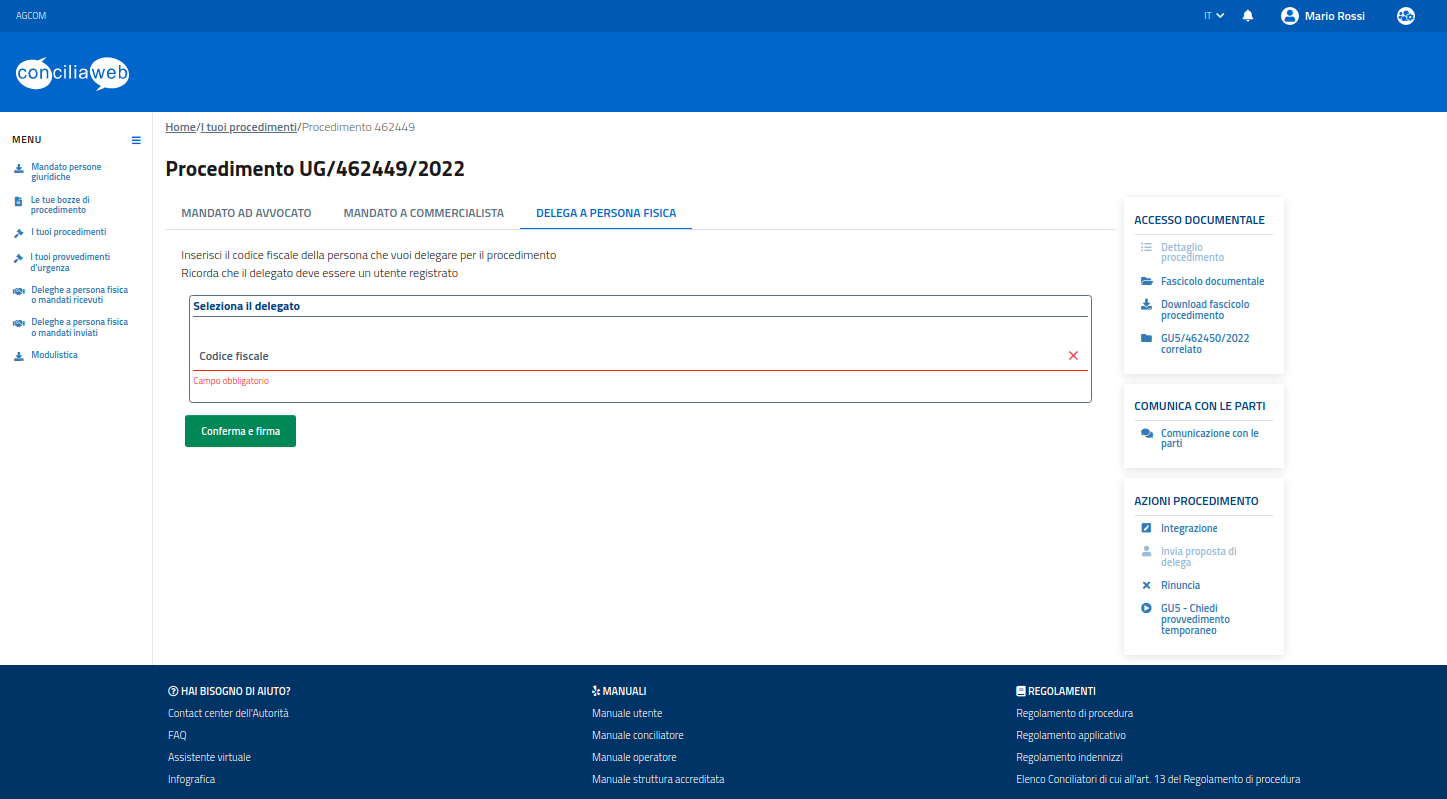 AGCOM
IT
Mario Rossi
conciliaweb
MENU
Mandato persone
giuridiche
Le tue bozze di
procedimento
I tuoi procedimenti
I tuoi provvedimenti
d'urgenza
Deleghe a persona fisica
o mandati ricevuti
Deleghe a persona fisica
o mandati inviati
Modulistica
Home/I tuoi procedimenti/Procedimento 462449
Procedimento UG/462449/2022
MANDATO AD AVVOCATO MANDATO A COMMERCIALISTA DELEGA A PERSONA FISICA
Inserisci il codice fiscale della persona che vuoi delegare per il procedimento
Ricorda che il delegato deve essere un utente registrato
Seleziona il delegato
Codice fiscale
Campo obbligatorio
Conferma e firma
ACCESSO DOCUMENTALE
Dettaglio
procedimento
Fascicolo documentale
Download fascicolo
procedimento
GU5/462450/2022
correlato
COMUNICA CON LE PARTI
Comunicazione con le
parti
AZIONI PROCEDIMENTO
Integrazione
Invia proposta di
delega
Rinuncia
GU5 - Chiedi
provvedimento
temporaneo
HAI BISOGNO DI AIUTO?
Contact center dell'Autorità
FAQ
Assistente virtuale
Infografica
MANUALI
Manuale utente
Manuale conciliatore
Manuale operatore
Manuale struttura accreditata
REGOLAMENTI
Regolamento di procedura
Regolamento applicativo
Regolamento indennizzi
Elenco Conciliatori di cui all'art. 13 del Regolamento di procedura